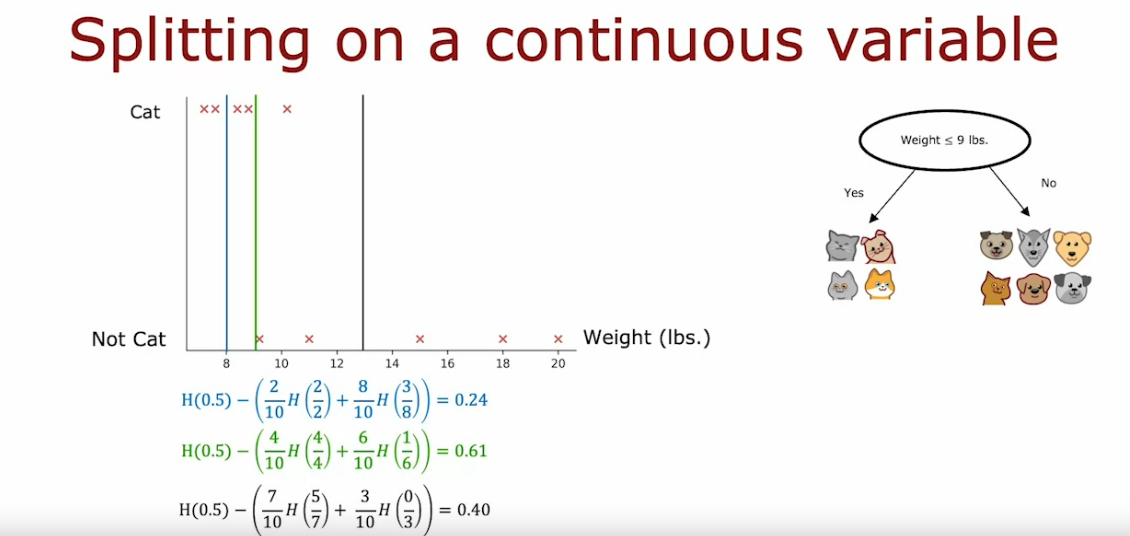 Splitting on a continuous variable
Cat
Not Cat
8 10 12 14 16 18 20
Weight (lbs.)
H(0.5) − (2/10 H(2/2) + 8/10 H(3/8)) = 0.24
H(0.5) − (4/10 H(4/4) + 6/10 H(1/6)) = 0.61
H(0.5) − (7/10 H(5/7) + 3/10 H(0/3)) = 0.40
Weight ≤ 9 lbs.
Yes
No